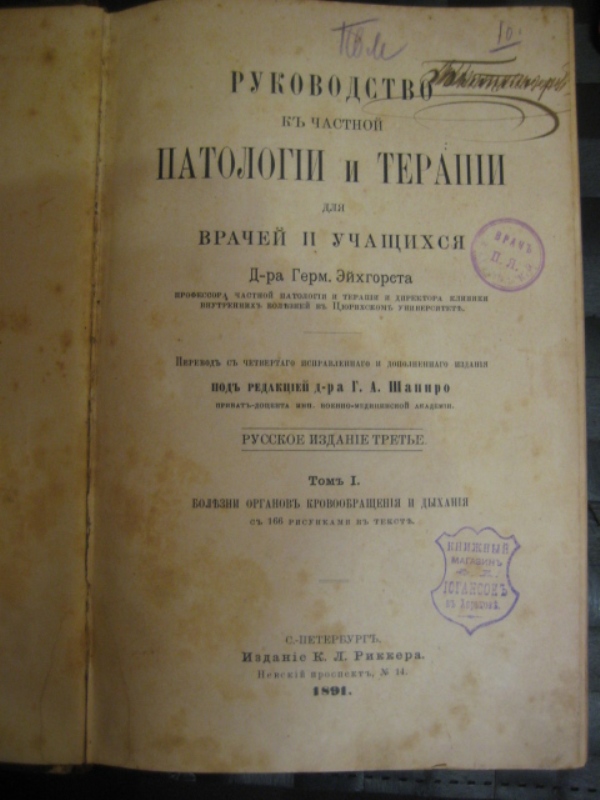 10.
РУКОВОДСТВО
КЪ ЧАСТНОЙ
ПАТОЛОГІИ и ТЕРАПІИ
ДЛЯ
ВРАЧЕЙ И УЧАЩИХСЯ
Д-ра Герм. Эйхгорста
ПРОФЕССОРА ЧАСТНОЙ ПАТОЛОГІИ И ТЕРАПІИ И ДИРЕКТОРА КЛИНИКИ
ВНУТРЕННИХЪ БОЛѢЗНЕЙ ВЪ ЦЮРИХСКОМЪ УНИВЕРСИТЕТѢ.
ВРАЧЪ
П. Я.
ПЕРЕВОДЪ СЪ ЧЕТВЕРТАГО ИСПРАВЛЕННАГО И ДОПОЛНЕННАГО ИЗДАНІЯ
ПОДЪ РЕДАКЦІЕЙ д-ра Г. А. Шапиро
ПРИВАТЪ-ДОЦЕНТА ИМП. ВОЕННО-МЕДИЦИНСКОЙ АКАДЕМІИ.
РУССКОЕ ИЗДАНІЕ ТРЕТЬЕ.
Томъ I.
БОЛѢЗНИ ОРГАНОВЪ КРОВООБРАЩЕНІЯ И ДЫХАНІЯ
СЪ 166 РИСУНКАМИ ВЪ ТЕКСТѢ.
КНИЖНЫЙ
МАГАЗИНЪ
ІОГАНСОНЪ
С.-ПЕТЕРБУРГЪ.
Изданіе К. Л. Риккера.
Невскій проспектъ, № 14.
1891.